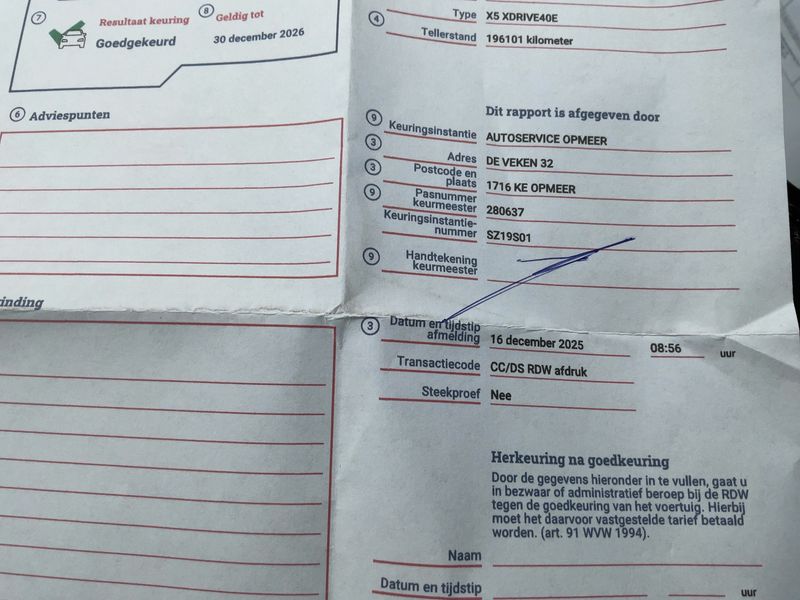 7 Resultaat keuring
Goedgekeurd
8 Geldig tot
30 december 2026
6 Adviespunten
4 Type X5 XDRIVE40E
Tellerstand 196101 kilometer
Dit rapport is afgegeven door
9 Keuringsinstantie AUTOSERVICE OPMEER
3 Adres DE VEKEN 32
3 Postcode en
plaats 1716 KE OPMEER
9 Pasnummer
keurmeester 280637
Keuringsinstantie-
nummer SZ19S01
9 Handtekening
keurmeester
inding
3 Datum en tijdstip
afmelding 16 december 2025 08:56 uur
Transactiecode CC/DS RDW afdruk
Steekproef Nee
Herkeuring na goedkeuring
Door de gegevens hieronder in te vullen, gaat u
in bezwaar of administratief beroep bij de RDW
tegen de goedkeuring van het voertuig. Hierbij
moet het daarvoor vastgestelde tarief betaald
worden. (art. 91 WVW 1994).
Naam
Datum en tijdstip uur